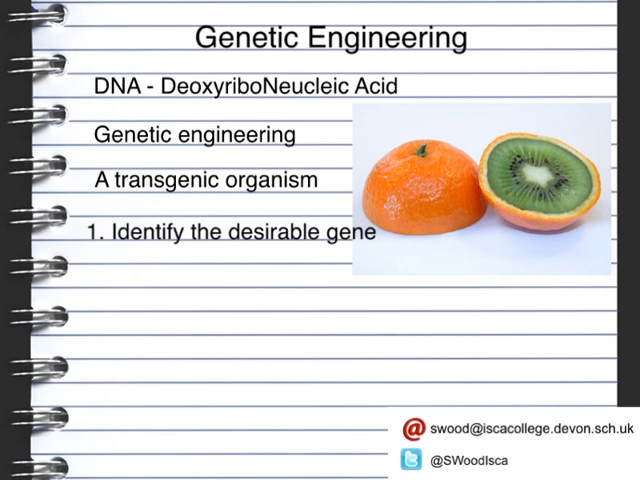 Genetic Engineering
DNA - DeoxyriboNeucleic Acid
Genetic engineering
A transgenic organism
1. Identify the desirable gene
swood@iscacollege.devon.sch.uk
@SWoodIsca